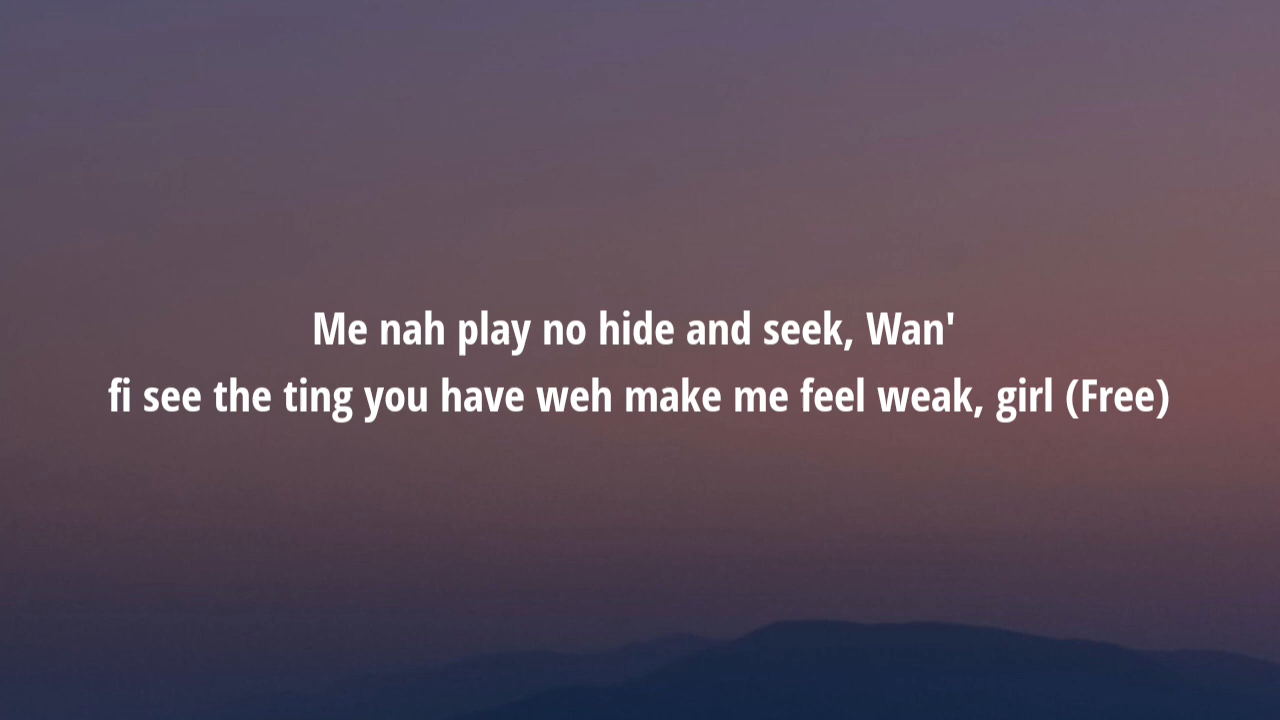 Me nah play no hide and seek, Wan'
fi see the ting you have weh make me feel weak, girl (Free)